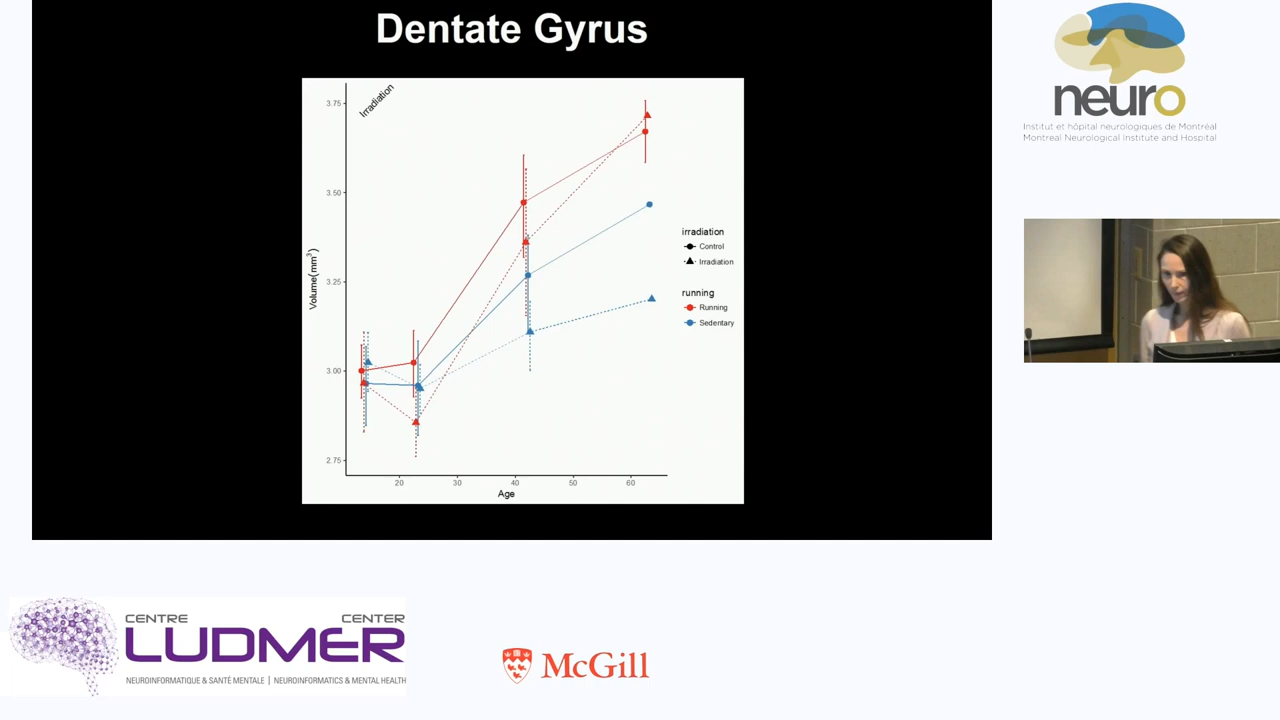 Dentate Gyrus
Irradiation
3.75
3.50
3.25
3.00
2.75
Volume(mm3)
20 30 40 50 60
Age
irradiation
Control
Irradiation
running
Running
Sedentary
neuro
Institut et hôpital neurologiques de Montréal
Montreal Neurological Institute and Hospital
CENTRE CENTER
LUDMER
NEUROINFORMATIQUE & SANTÉ MENTALE | NEUROINFORMATICS & MENTAL HEALTH
McGill